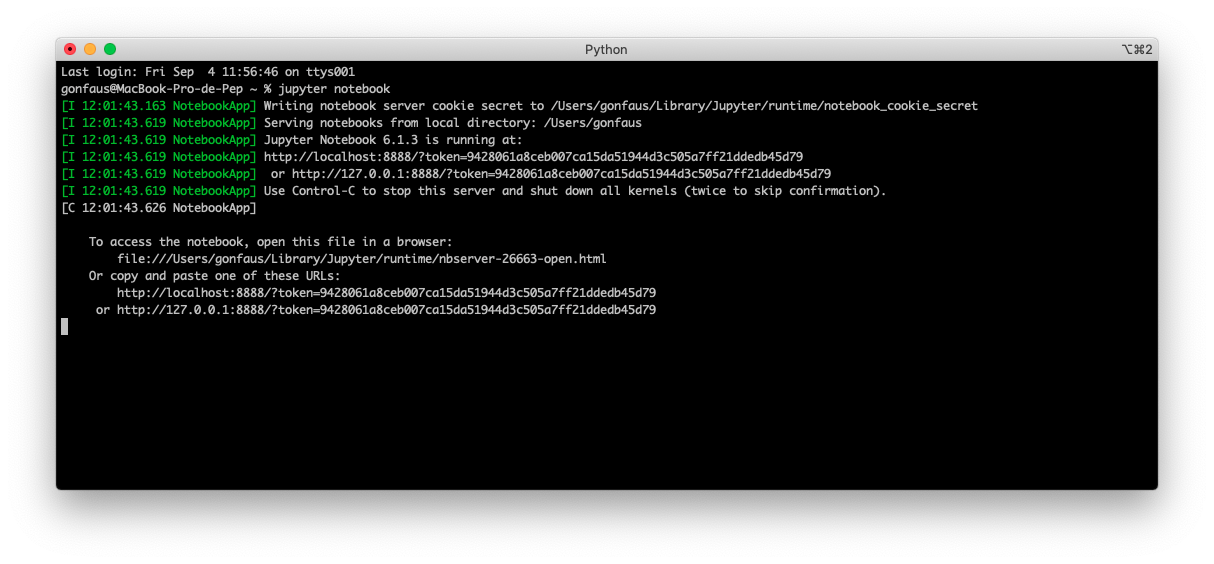 Python
⌥⌘2
Last login: Fri Sep  4 11:56:46 on ttys001
gonfaus@MacBook-Pro-de-Pep ~ % jupyter notebook
[I 12:01:43.163 NotebookApp] Writing notebook server cookie secret to /Users/gonfaus/Library/Jupyter/runtime/notebook_cookie_secret
[I 12:01:43.619 NotebookApp] Serving notebooks from local directory: /Users/gonfaus
[I 12:01:43.619 NotebookApp] Jupyter Notebook 6.1.3 is running at:
[I 12:01:43.619 NotebookApp] http://localhost:8888/?token=9428061a8ceb007ca15da51944d3c505a7ff21ddedb45d79
[I 12:01:43.619 NotebookApp]  or http://127.0.0.1:8888/?token=9428061a8ceb007ca15da51944d3c505a7ff21ddedb45d79
[I 12:01:43.619 NotebookApp] Use Control-C to stop this server and shut down all kernels (twice to skip confirmation).
[C 12:01:43.626 NotebookApp]
    To access the notebook, open this file in a browser:
        file:///Users/gonfaus/Library/Jupyter/runtime/nbserver-26663-open.html
    Or copy and paste one of these URLs:
        http://localhost:8888/?token=9428061a8ceb007ca15da51944d3c505a7ff21ddedb45d79
     or http://127.0.0.1:8888/?token=9428061a8ceb007ca15da51944d3c505a7ff21ddedb45d79